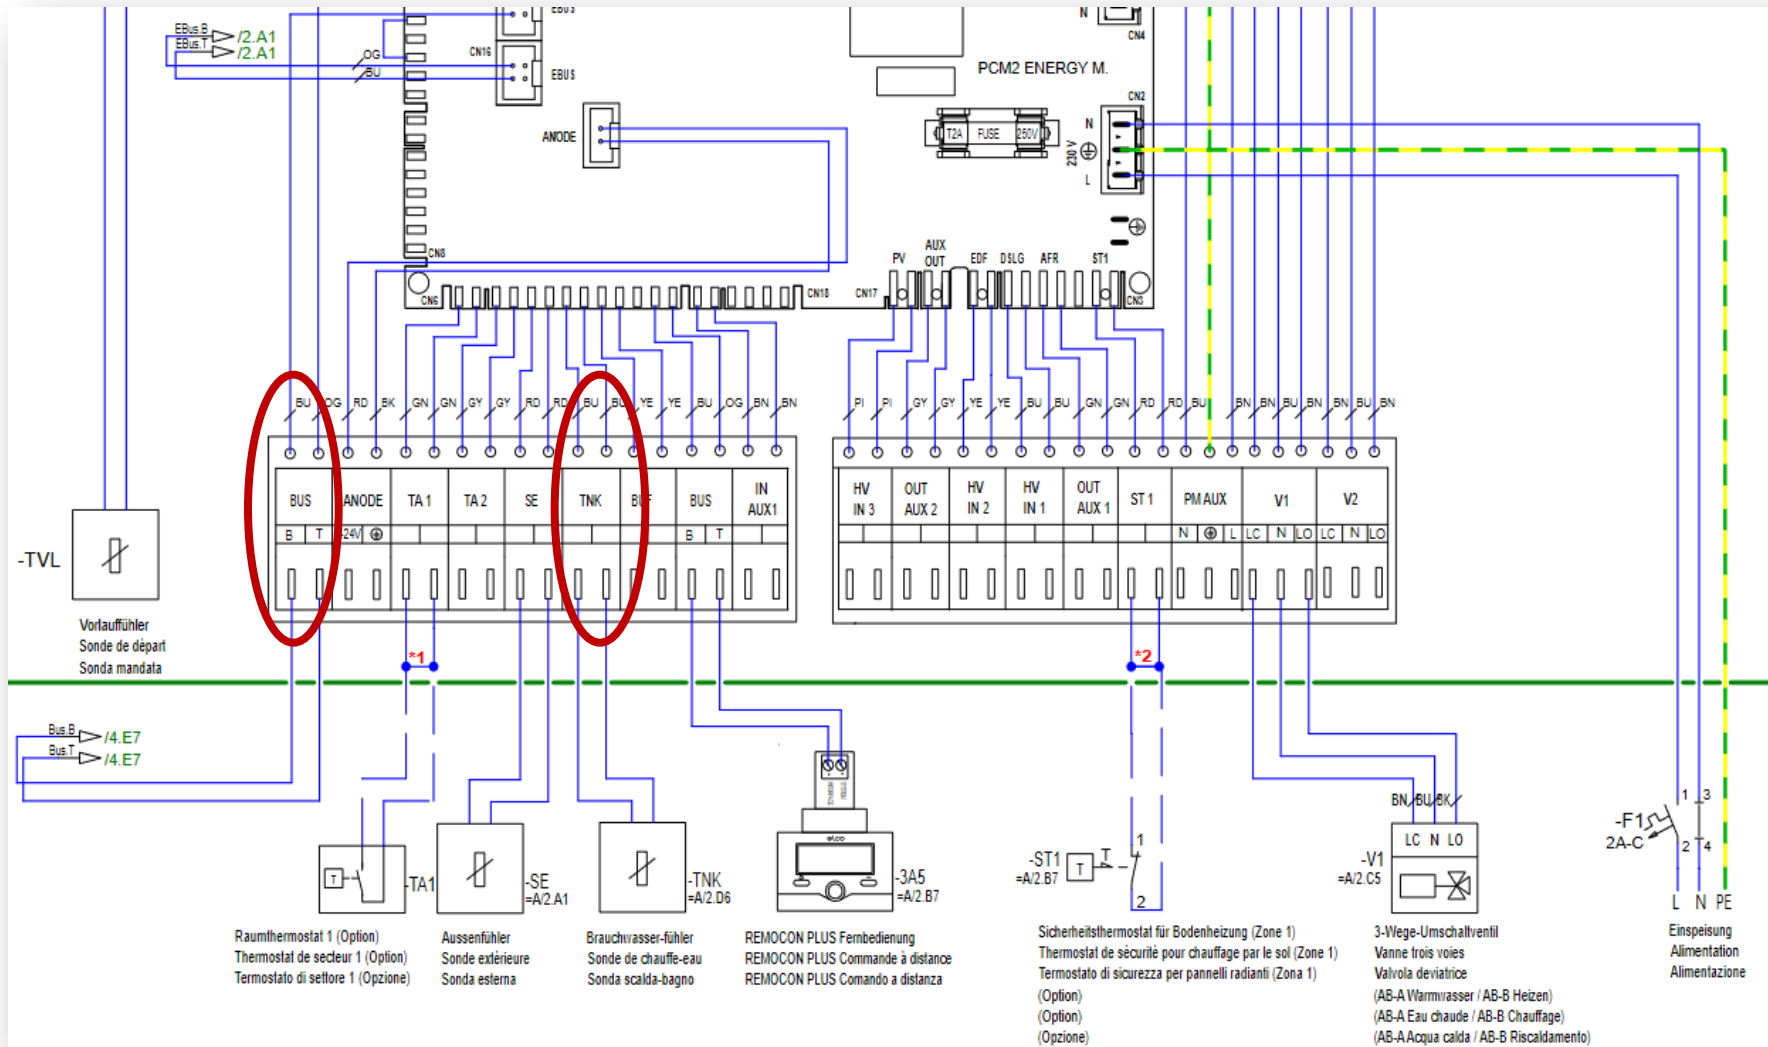 EBUS
N
CN4
EBus.B /2.A1
EBus.T /2.A1
OG
BU
CN16
EBUS
PCM2 ENERGY M.
CN2
ANODE
T2A FUSE 250V
N
230 V
L
CN8
CN6
CN18
CN17
PV
AUX
OUT
EDF
DSLG
AFR
ST1
CN3
BU OG RD BK GN GN GY GY RD RD BU BU YE YE BU OG BN BN
PI PI GY GY YE YE BU BU GN GN RD RD BU BN BN BU BN BN BU BN
BUS ANODE TA 1 TA 2 SE TNK BUF BUS IN
AUX1
B T -24V B T
HV
IN 3
OUT
AUX 2
HV
IN 2
HV
IN 1
OUT
AUX 1
ST 1 PM AUX V1 V2
N L LC N LO LC N LO
-TVL
Vorlauffühler
Sonde de départ
Sonda mandata
*1
*2
Bus.B /4.E7
Bus.T /4.E7
T
-TA1
-SE
=A/2.A1
-TNK
=A/2.D6
elco
-3A5
=A/2.B7
-ST1
=A/2.B7
T
T
1
2
BN BU BK
LC N LO
-V1
=A/2.C5
-F1
2A-C
1 3
2 4
L N PE
Raumthermostat 1 (Option)
Thermostat de secteur 1 (Option)
Termostato di settore 1 (Opzione)
Aussenfühler
Sonde extérieure
Sonda esterna
Brauchwasser-fühler
Sonde de chauffe-eau
Sonda scalda-bagno
REMOCON PLUS Fernbedienung
REMOCON PLUS Commande à distance
REMOCON PLUS Comando a distanza
Sicherheitsthermostat für Bodenheizung (Zone 1)
Thermostat de sécurité pour chauffage par le sol (Zone 1)
Termostato di sicurezza per pannelli radianti (Zona 1)
(Option)
(Option)
(Opzione)
3-Wege-Umschaltventil
Vanne trois voies
Valvola deviatrice
(AB-A Warmwasser / AB-B Heizen)
(AB-A Eau chaude / AB-B Chauffage)
(AB-A Acqua calda / AB-B Riscaldamento)
Einspeisung
Alimentation
Alimentazione